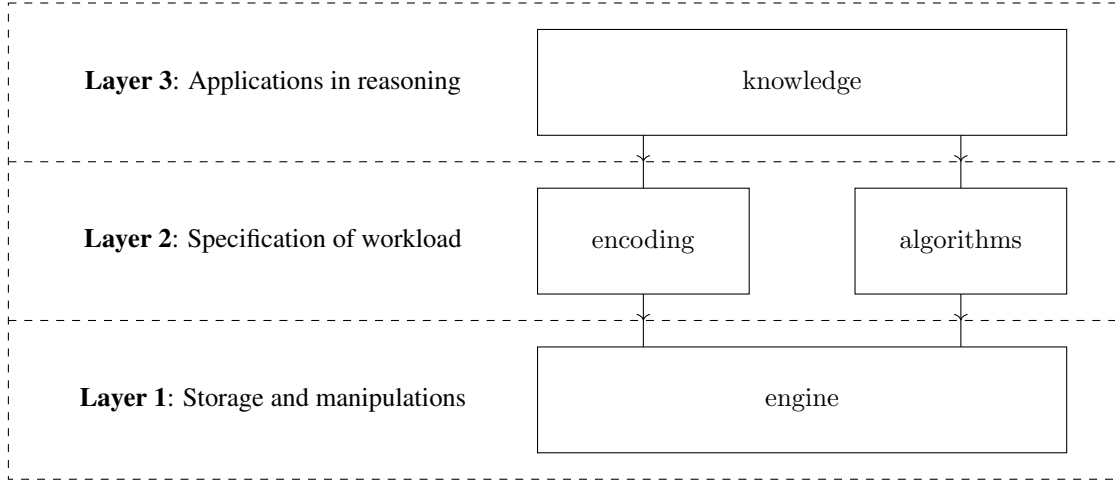 Layer 3: Applications in reasoning
knowledge
Layer 2: Specification of workload
encoding
algorithms
Layer 1: Storage and manipulations
engine